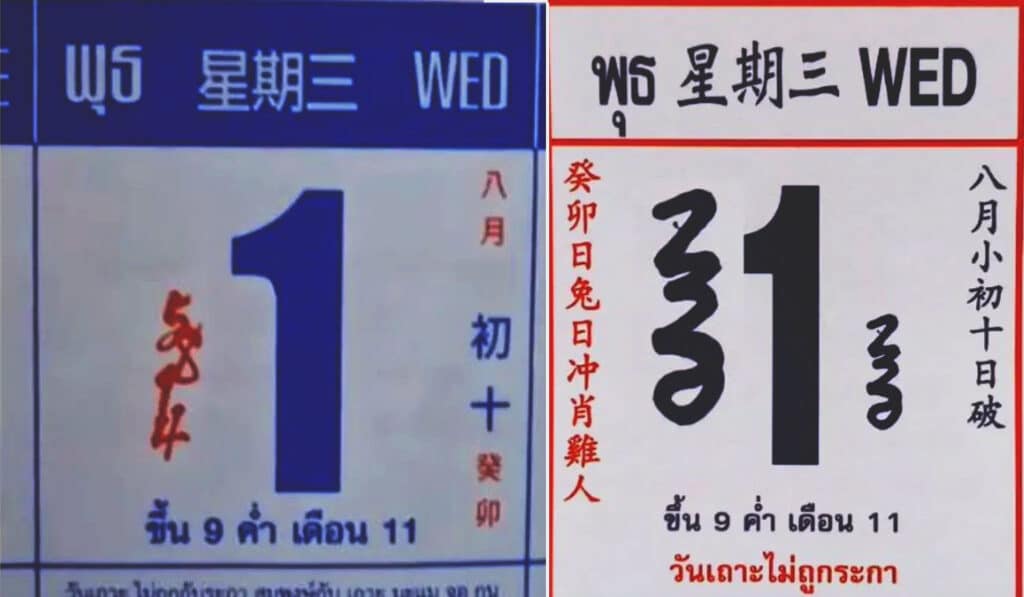 พุธ 星期三 WED
1
八月
初十
癸卯
ขึ้น 9 ค่ำ เดือน 11
พุธ 星期三 WED
癸卯日兔日冲肖雞人
1
八月小初十日破
ขึ้น 9 ค่ำ เดือน 11
วันเถาะไม่ถูกระกา